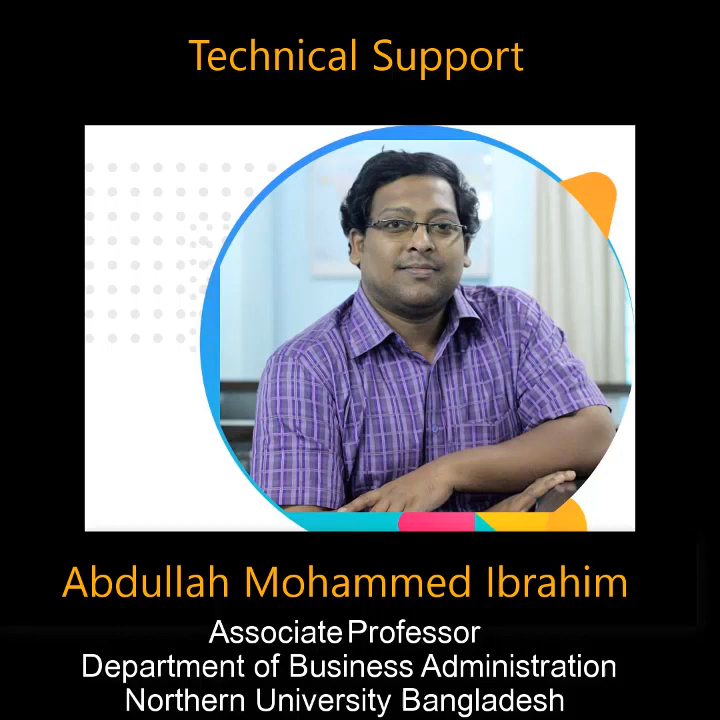 Technical Support
Abdullah Mohammed Ibrahim
Associate Professor
Department of Business Administration
Northern University Bangladesh